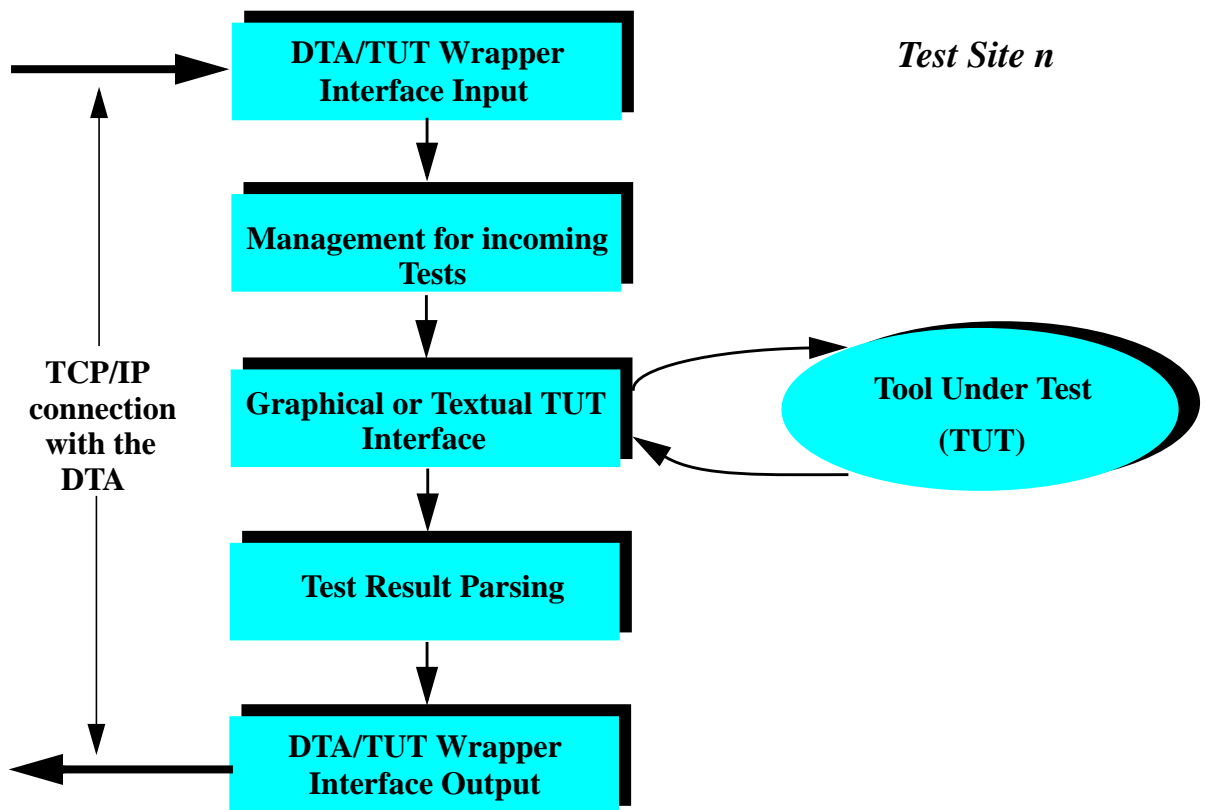 DTA/TUT Wrapper
Interface Input
Test Site n
Management for incoming
Tests
TCP/IP
connection
with the
DTA
Graphical or Textual TUT
Interface
Tool Under Test
(TUT)
Test Result Parsing
DTA/TUT Wrapper
Interface Output